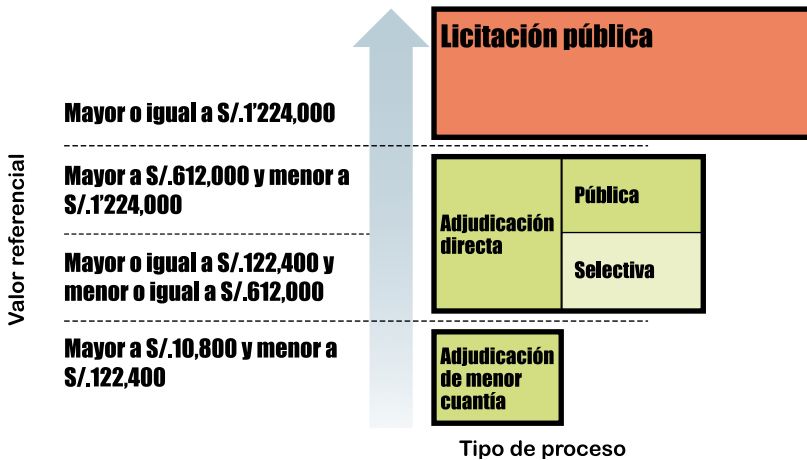 Licitación pública
Mayor o igual a S/.1'224,000
Mayor a S/.612,000 y menor a
S/.1'224,000
Adjudicación
directa
Pública
Mayor o igual a S/.122,400 y
menor o igual a S/.612,000
Selectiva
Mayor a S/.10,800 y menor a
S/.122,400
Adjudicación
de menor
cuantía
Valor referencial
Tipo de proceso